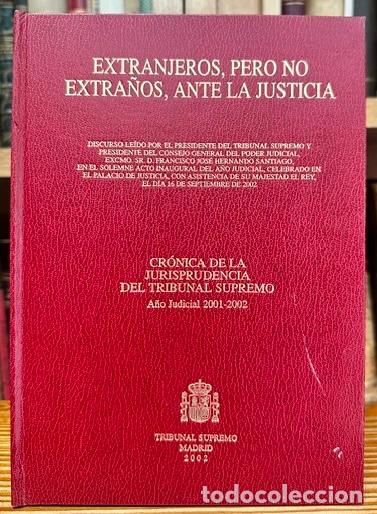 EXTRANJEROS, PERO NO
EXTRAÑOS, ANTE LA JUSTICIA
DISCURSO LEÍDO POR EL PRESIDENTE DEL TRIBUNAL SUPREMO Y
PRESIDENTE DEL CONSEJO GENERAL DEL PODER JUDICIAL,
EXCMO. SR. D. FRANCISCO JOSÉ HERNANDO SANTIAGO,
EN EL SOLEMNE ACTO INAUGURAL DEL AÑO JUDICIAL, CELEBRADO EN
EL PALACIO DE JUSTICIA, CON ASISTENCIA DE SU MAJESTAD EL REY,
EL DÍA 16 DE SEPTIEMBRE DE 2002
CRÓNICA DE LA
JURISPRUDENCIA
DEL TRIBUNAL SUPREMO
Año Judicial 2001-2002
TRIBUNAL SUPREMO
MADRID
2002
todocoleccion.net